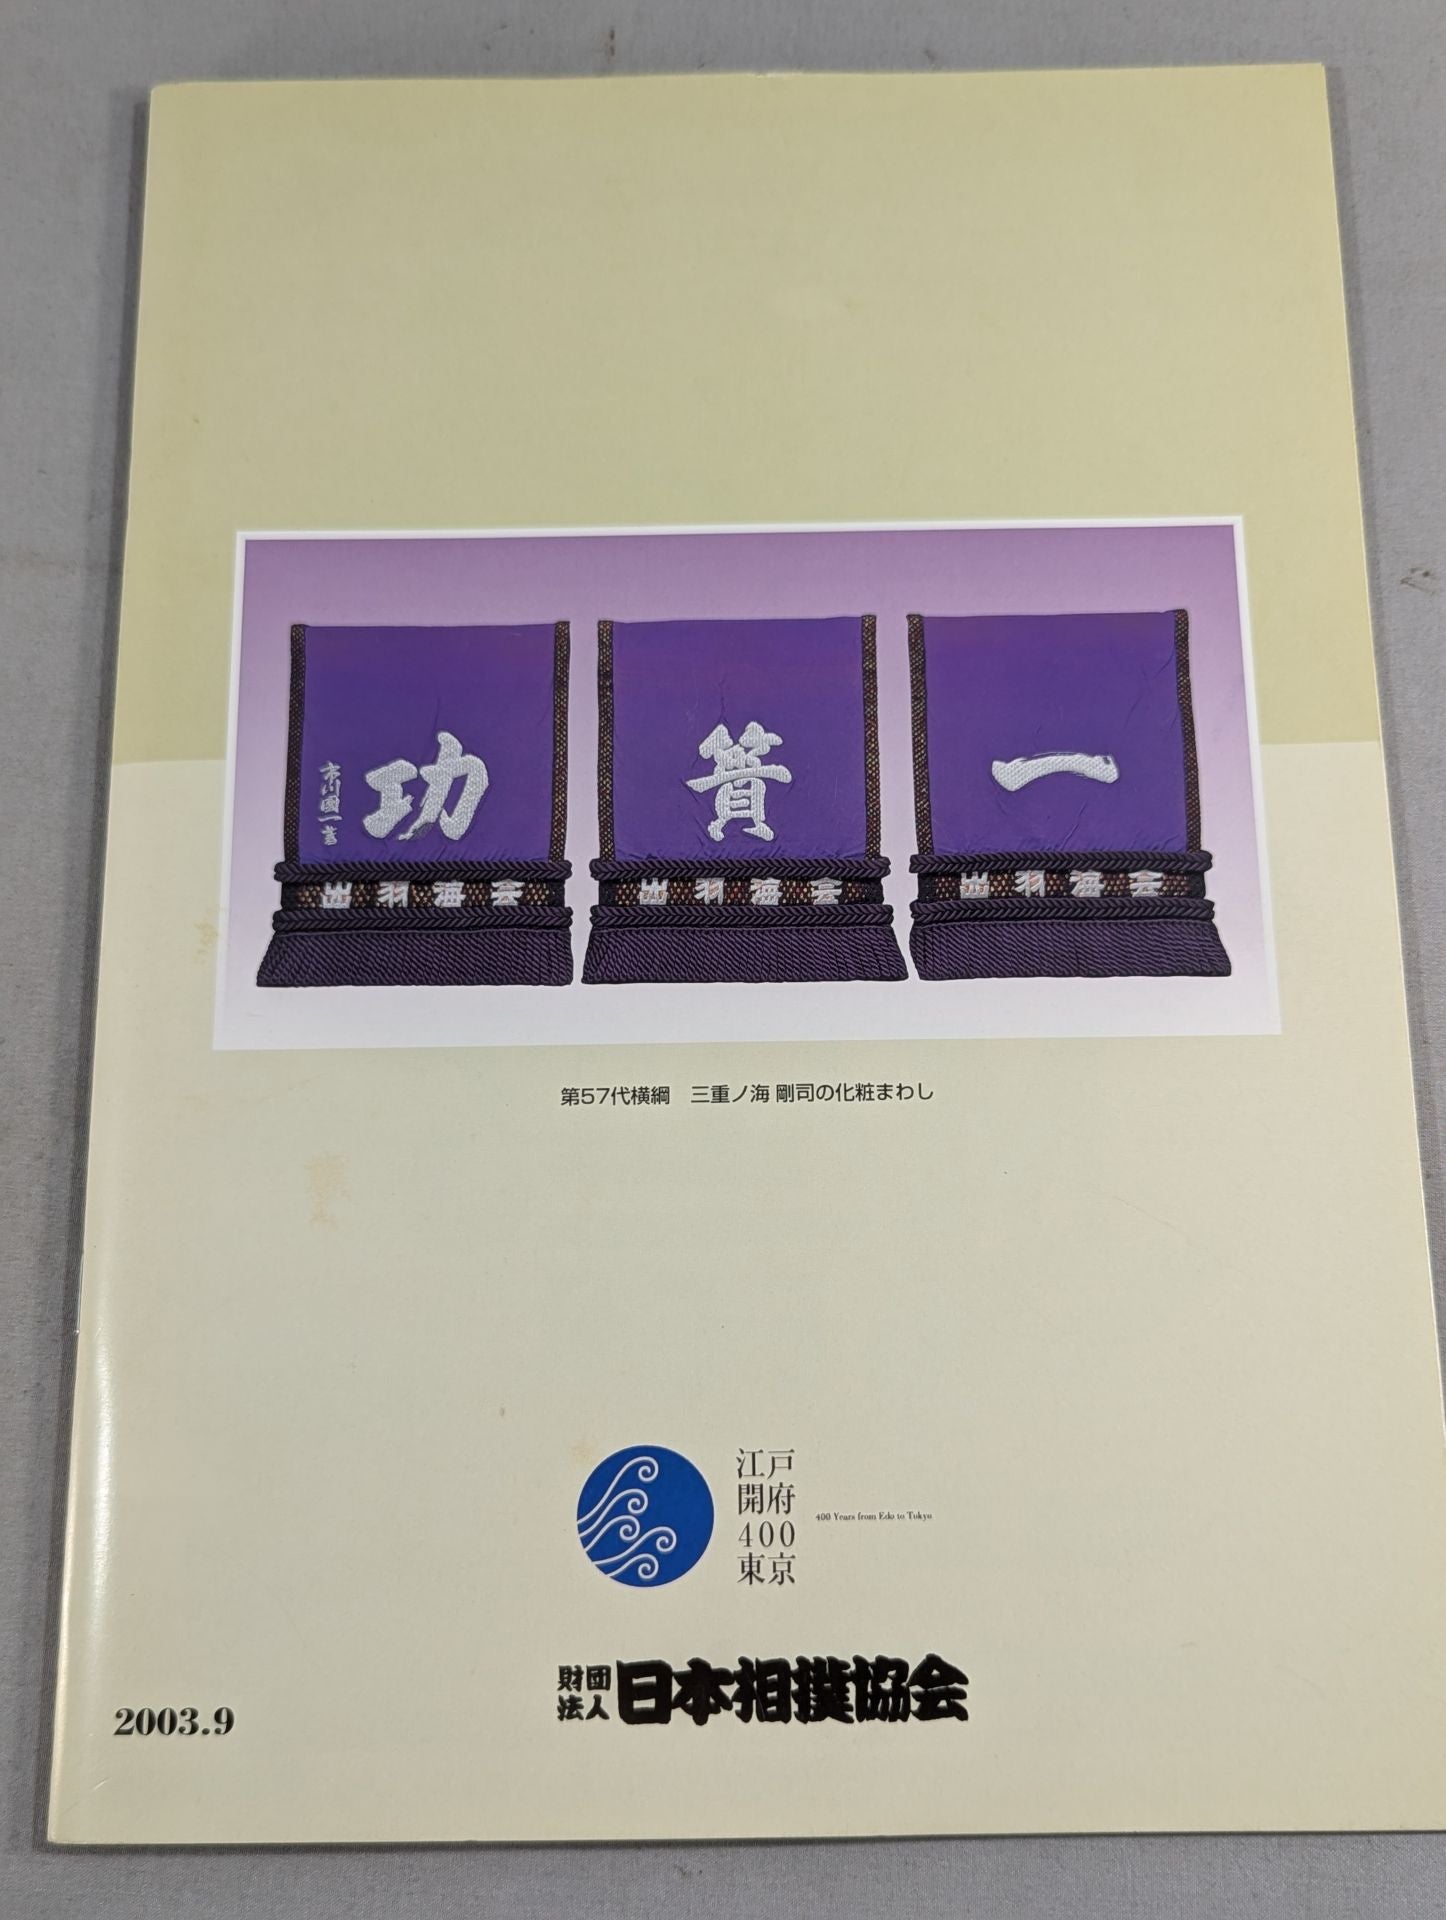 一
簣
功
市川國一書
出羽海会
出羽海会
出羽海会
第57代横綱 三重ノ海 剛司の化粧まわし
江戸
開府
400
東京
400 Years from Edo to Tokyo
財団
法人
日本相撲協会
2003.9